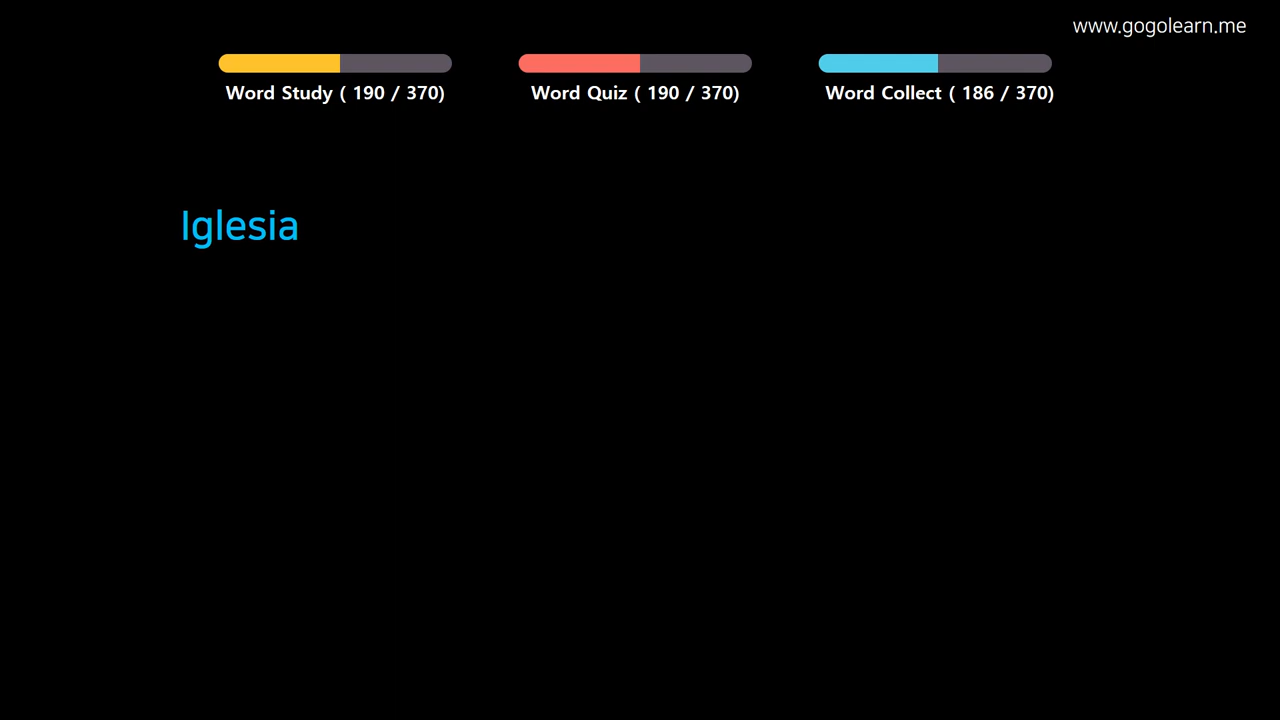 www.gogolearn.me
Word Study ( 190 / 370)
Word Quiz ( 190 / 370)
Word Collect ( 186 / 370)
Iglesia